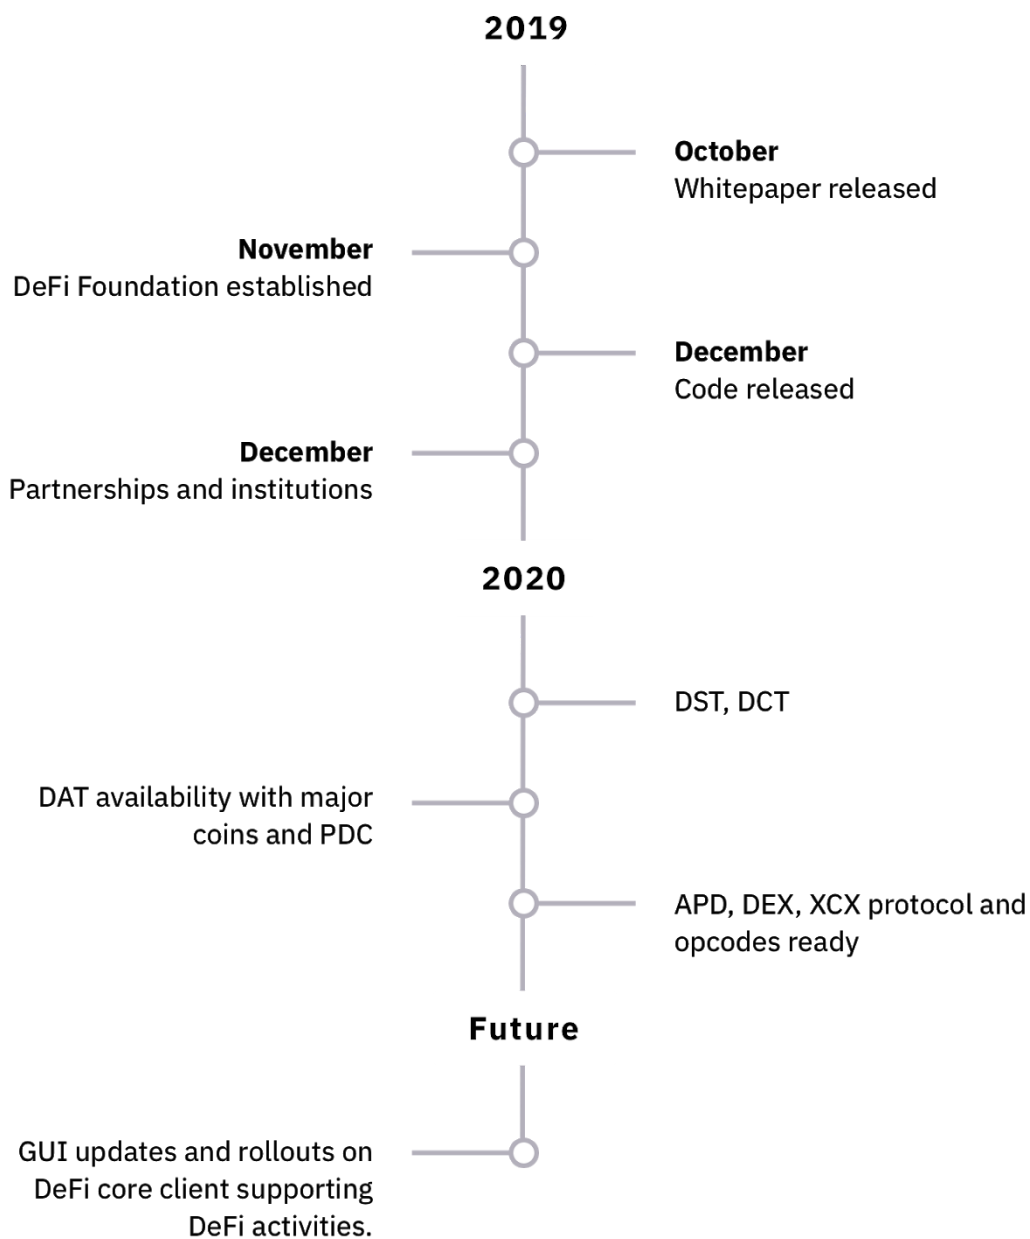 2019
October
Whitepaper released
November
DeFi Foundation established
December
Code released
December
Partnerships and institutions
2020
DST, DCT
DAT availability with major
coins and PDC
APD, DEX, XCX protocol and
opcodes ready
Future
GUI updates and rollouts on
DeFi core client supporting
DeFi activities.